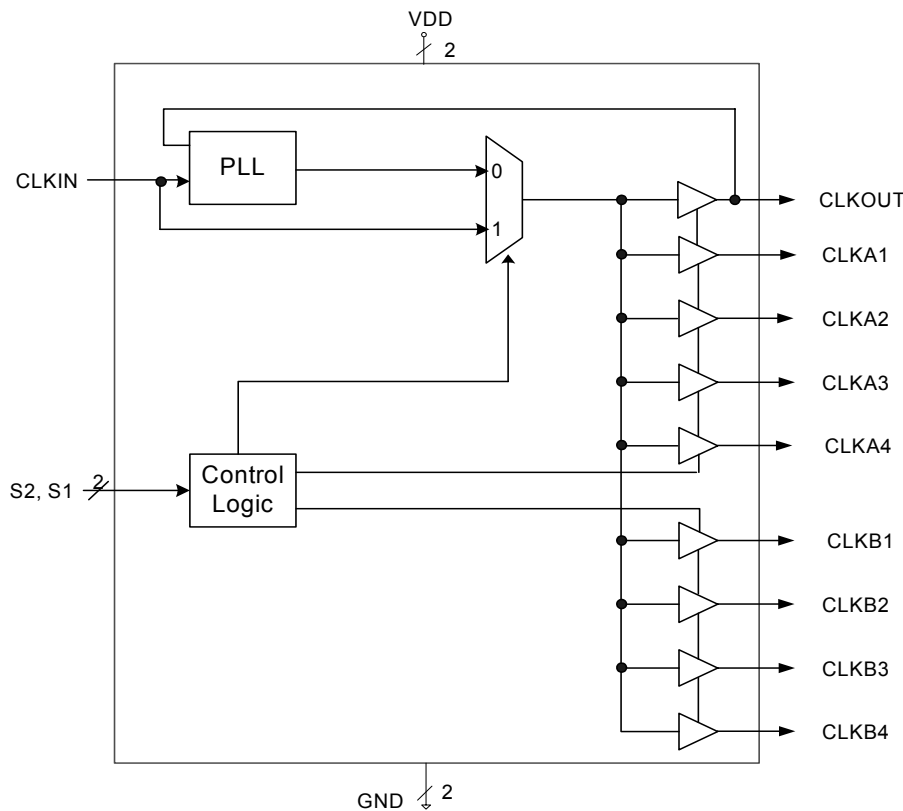 VDD
2
PLL
CLKIN
0
1
CLKOUT
CLKA1
CLKA2
CLKA3
CLKA4
S2, S1
2
Control
Logic
CLKB1
CLKB2
CLKB3
CLKB4
GND
2